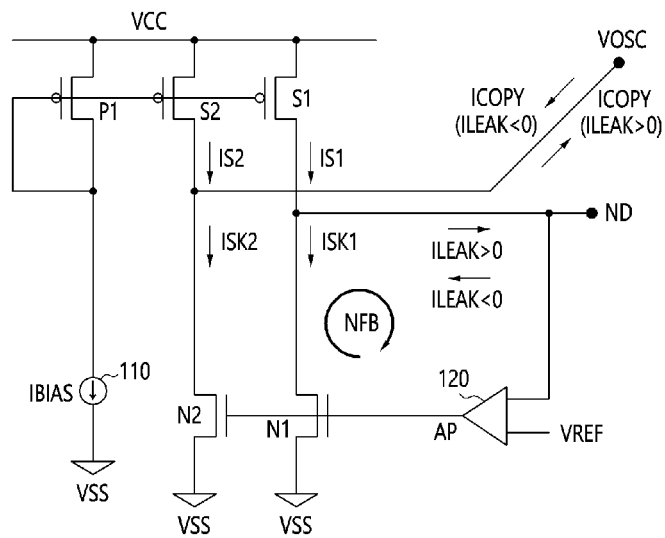 VCC
VOSC
P1
S2
S1
ICOPY
(ILEAK<0)
ICOPY
(ILEAK>0)
IS2
IS1
ND
ISK2
ISK1
ILEAK>0
ILEAK<0
NFB
110
120
IBIAS
N2
N1
AP
VREF
VSS
VSS
VSS